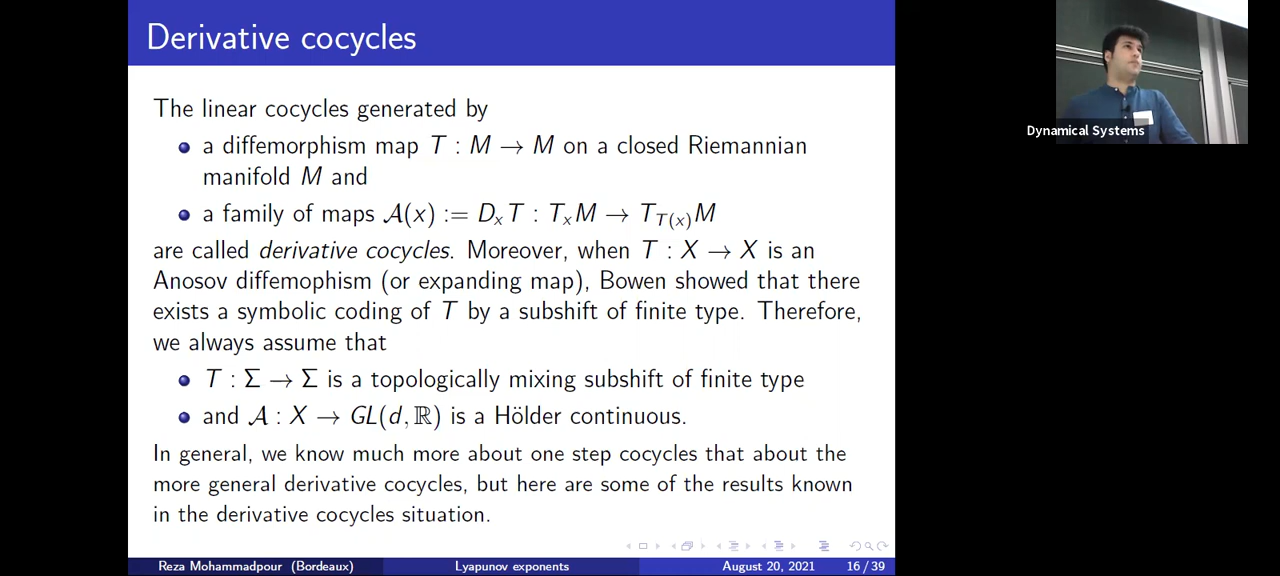 Derivative cocycles
The linear cocycles generated by
a diffemorphism map T : M → M on a closed Riemannian
manifold M and
a family of maps 𝒜(x) := DₓT : TₓM → T_{T(x)}M
are called derivative cocycles. Moreover, when T : X → X is an
Anosov diffemophism (or expanding map), Bowen showed that there
exists a symbolic coding of T by a subshift of finite type. Therefore,
we always assume that
T : Σ → Σ is a topologically mixing subshift of finite type
and 𝒜 : X → GL(d, ℝ) is a Hölder continuous.
In general, we know much more about one step cocycles that about the
more general derivative cocycles, but here are some of the results known
in the derivative cocycles situation.
Reza Mohammadpour (Bordeaux) Lyapunov exponents August 20, 2021 16 / 39
Dynamical Systems